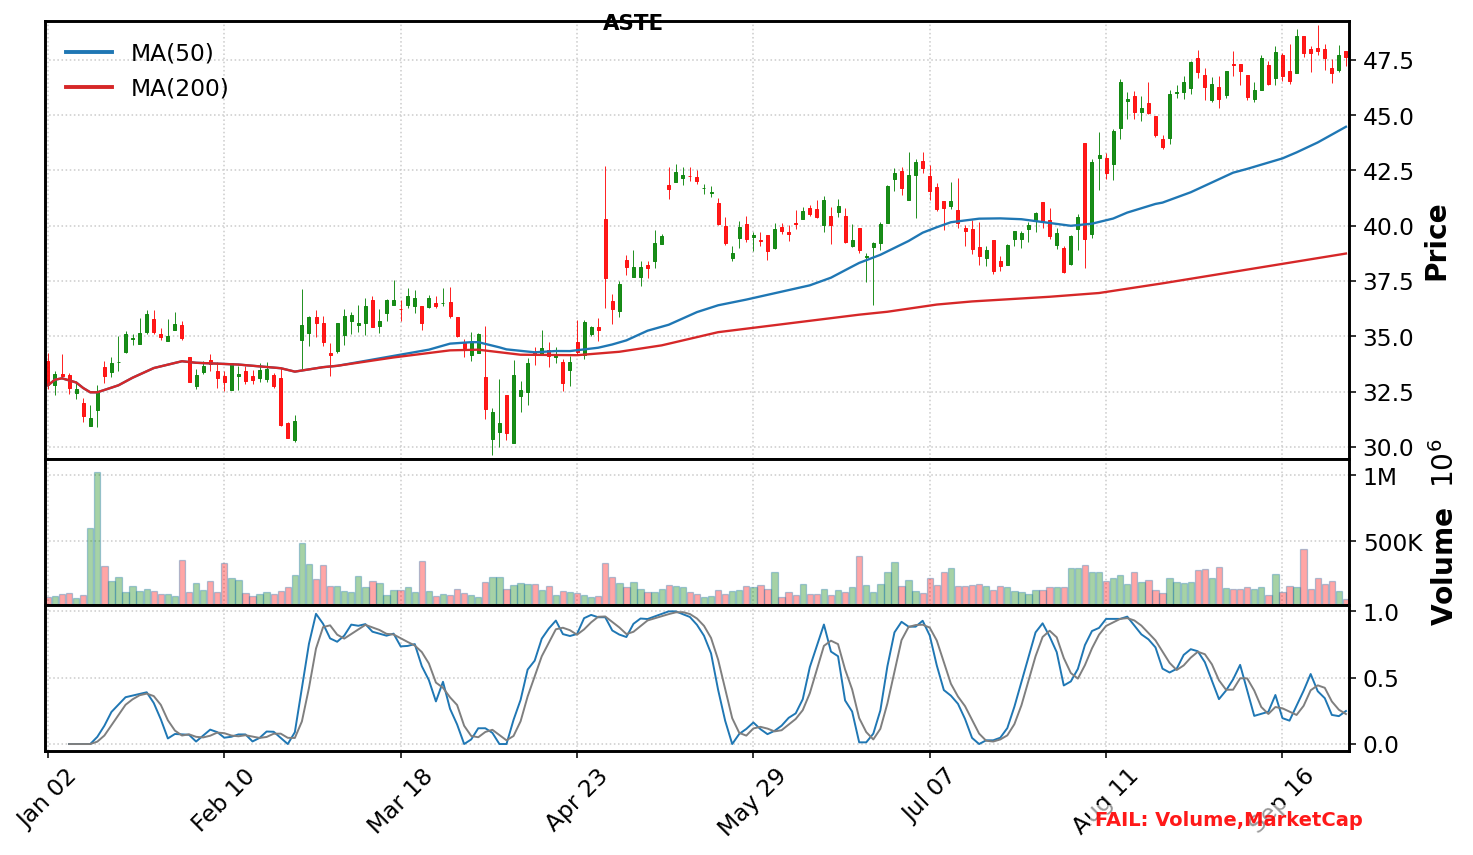 ASTE
MA(50)
MA(200)
47.5
45.0
42.5
40.0
37.5
35.0
32.5
30.0
Price
1M
500K
Volume 10^6
1.0
0.5
0.0
Jan 02
Feb 10
Mar 18
Apr 23
May 29
Jul 07
Aug 11
Sep 16
FAIL: Volume,MarketCap